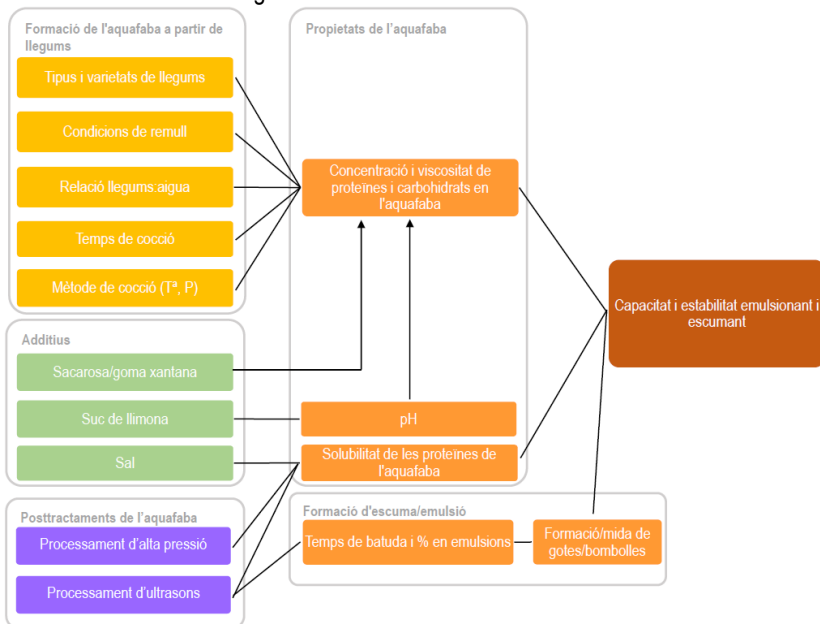 Formació de l'aquafaba a partir de
llegums
Tipus i varietats de llegums
Condicions de remull
Relació llegums:aigua
Temps de cocció
Mètode de cocció (Tª, P)
Additius
Sacarosa/goma xantana
Suc de llimona
Sal
Posttractaments de l'aquafaba
Processament d'alta pressió
Processament d'ultrasons
Propietats de l'aquafaba
Concentració i viscositat de
proteïnes i carbohidrats en
l'aquafaba
pH
Solubilitat de les proteïnes de
l'aquafaba
Formació d'escuma/emulsió
Temps de batuda i % en emulsions
Formació/mida de
gotes/bombolles
Capacitat i estabilitat emulsionant i
escumant